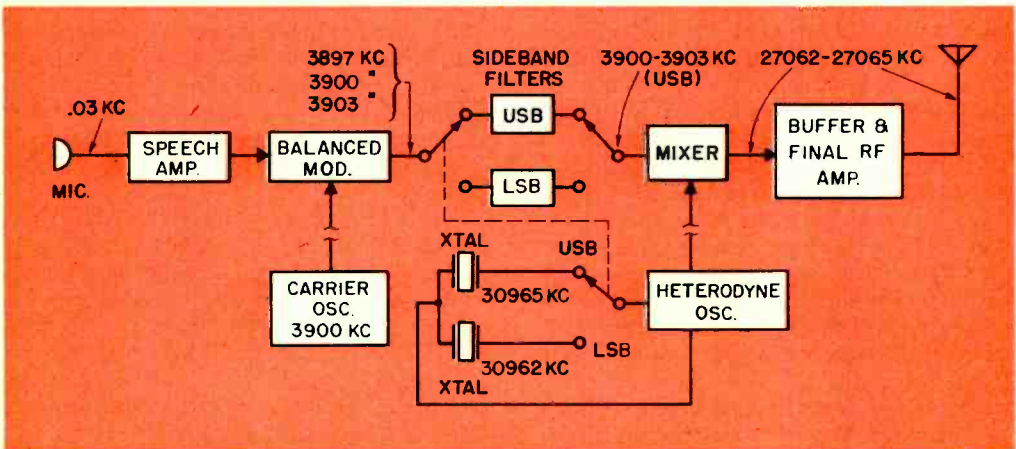 .03 KC
MIC.
SPEECH
AMP.
BALANCED
MOD.
3897 KC
3900 "
3903 "
SIDEBAND
FILTERS
USB
LSB
3900-3903 KC
(USB)
MIXER
27062-27065 KC
BUFFER &
FINAL RF
AMP.
CARRIER
OSC.
3900 KC
XTAL
30965 KC
USB
30962 KC
XTAL
LSB
HETERODYNE
OSC.